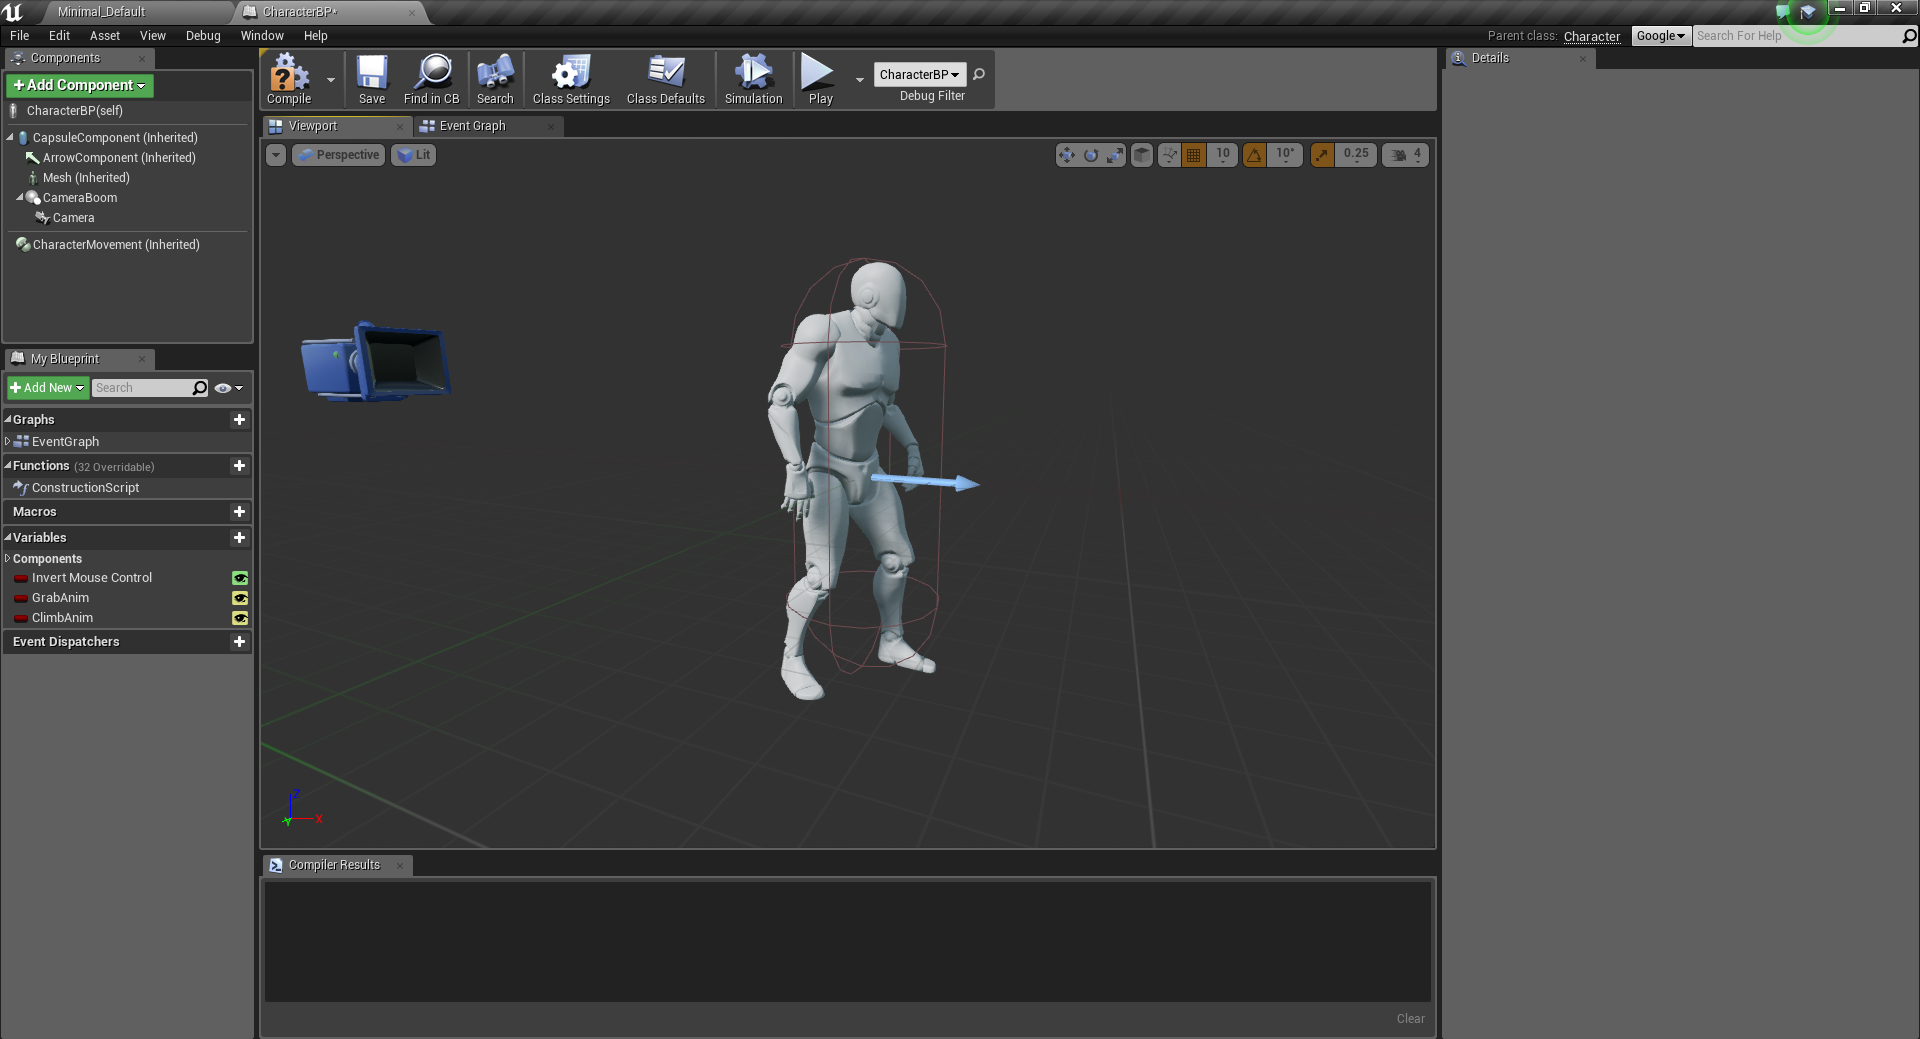 Minimal_Default
CharacterBP*
File Edit Asset View Debug Window Help
Parent class: Character
Google
Search For Help
Components
+ Add Component
CharacterBP(self)
CapsuleComponent (Inherited)
ArrowComponent (Inherited)
Mesh (Inherited)
CameraBoom
Camera
CharacterMovement (Inherited)
My Blueprint
+ Add New
Search
Graphs
EventGraph
Functions (32 Overridable)
ConstructionScript
Macros
Variables
Components
Invert Mouse Control
GrabAnim
ClimbAnim
Event Dispatchers
Compile
Save
Find in CB
Search
Class Settings
Class Defaults
Simulation
Play
CharacterBP
Debug Filter
Viewport
Event Graph
Perspective
Lit
10
10°
0.25
4
Z
X
Y
Compiler Results
Clear
Details